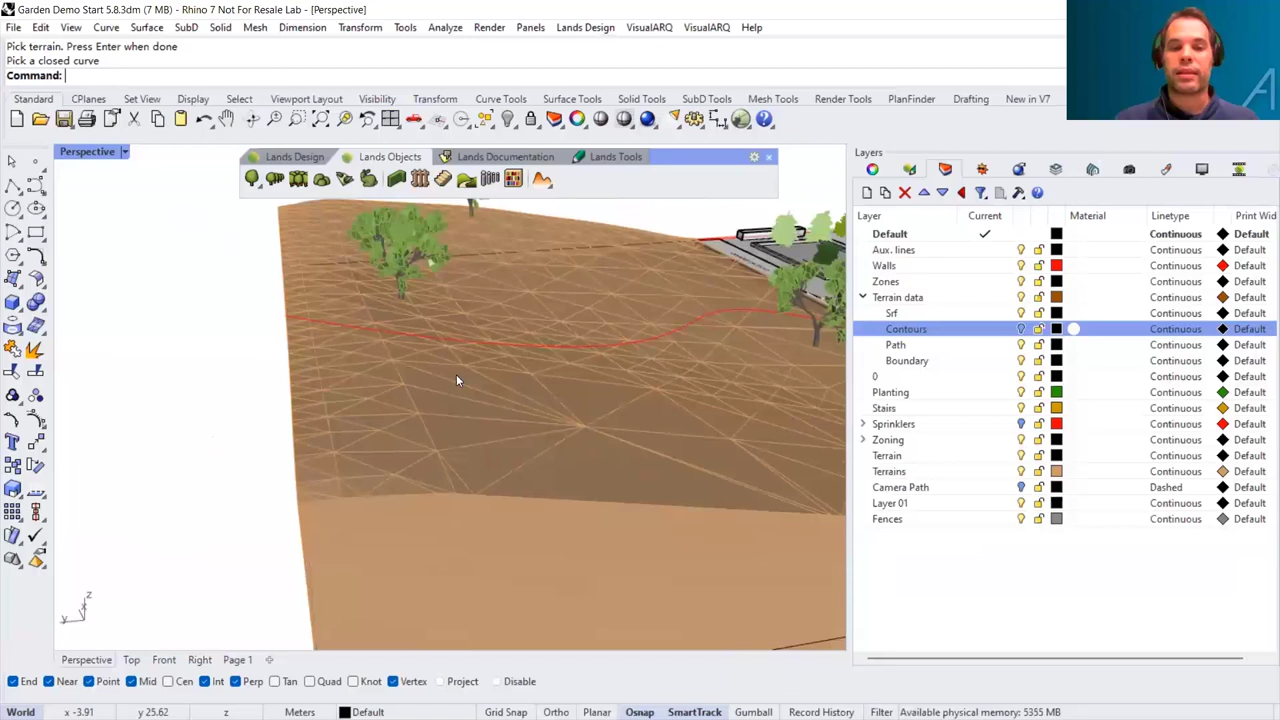 Garden Demo Start 5.8.3dm (7 MB) - Rhino 7 Not For Resale Lab - [Perspective]
File Edit View Curve Surface SubD Solid Mesh Dimension Transform Tools Analyze Render Panels Lands Design VisualARQ VisualARQ Help
Pick terrain. Press Enter when done
Pick a closed curve
Command:
Standard CPlanes Set View Display Select Viewport Layout Visibility Transform Curve Tools Surface Tools Solid Tools SubD Tools Mesh Tools Render Tools PlanFinder Drafting New in V7
Perspective
Lands Design Lands Objects Lands Documentation Lands Tools
Layers
Layer Current Material Linetype Print Wid
Default Continuous Default
Aux. lines Continuous Default
Walls Continuous Default
Zones Continuous Default
Terrain data Continuous Default
Srf Continuous Default
Contours Continuous Default
Path Continuous Default
Boundary Continuous Default
0 Continuous Default
Planting Continuous Default
Stairs Continuous Default
Sprinklers Continuous Default
Zoning Continuous Default
Terrain Continuous Default
Terrains Continuous Default
Camera Path Dashed Default
Layer 01 Continuous Default
Fences Continuous Default
z
x
y
Perspective Top Front Right Page 1
End Near Point Mid Cen Int Perp Tan Quad Knot Vertex Project Disable
World x -3.91 y 25.62 z Meters Default Grid Snap Ortho Planar Osnap SmartTrack Gumball Record History Filter Available physical memory: 5355 MB